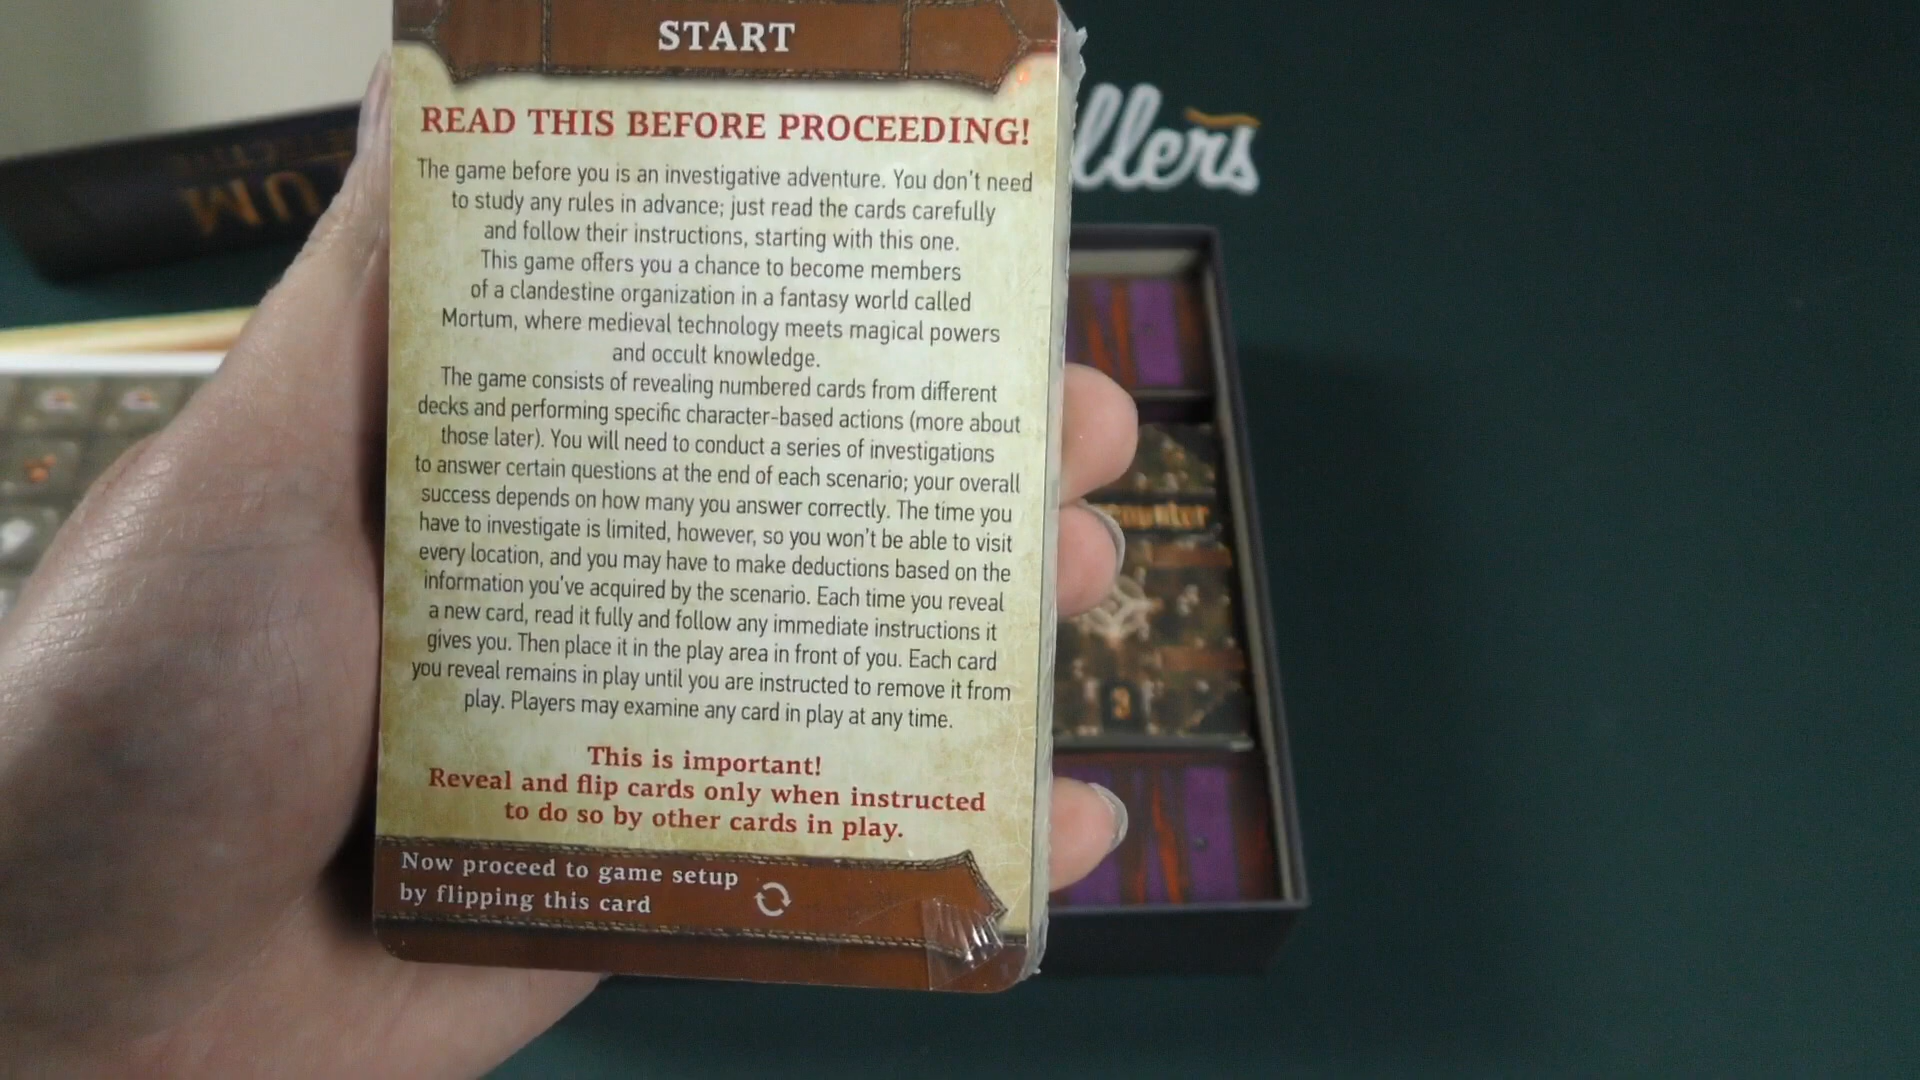 START
READ THIS BEFORE PROCEEDING!
The game before you is an investigative adventure. You don't need
to study any rules in advance; just read the cards carefully
and follow their instructions, starting with this one.
This game offers you a chance to become members
of a clandestine organization in a fantasy world called
Mortum, where medieval technology meets magical powers
and occult knowledge.
The game consists of revealing numbered cards from different
decks and performing specific character-based actions (more about
those later). You will need to conduct a series of investigations
to answer certain questions at the end of each scenario; your overall
success depends on how many you answer correctly. The time you
have to investigate is limited, however, so you won't be able to visit
every location, and you may have to make deductions based on the
information you've acquired by the scenario. Each time you reveal
a new card, read it fully and follow any immediate instructions it
gives you. Then place it in the play area in front of you. Each card
you reveal remains in play until you are instructed to remove it from
play. Players may examine any card in play at any time.
This is important!
Reveal and flip cards only when instructed
to do so by other cards in play.
Now proceed to game setup
by flipping this card
llers
counter
3
UM